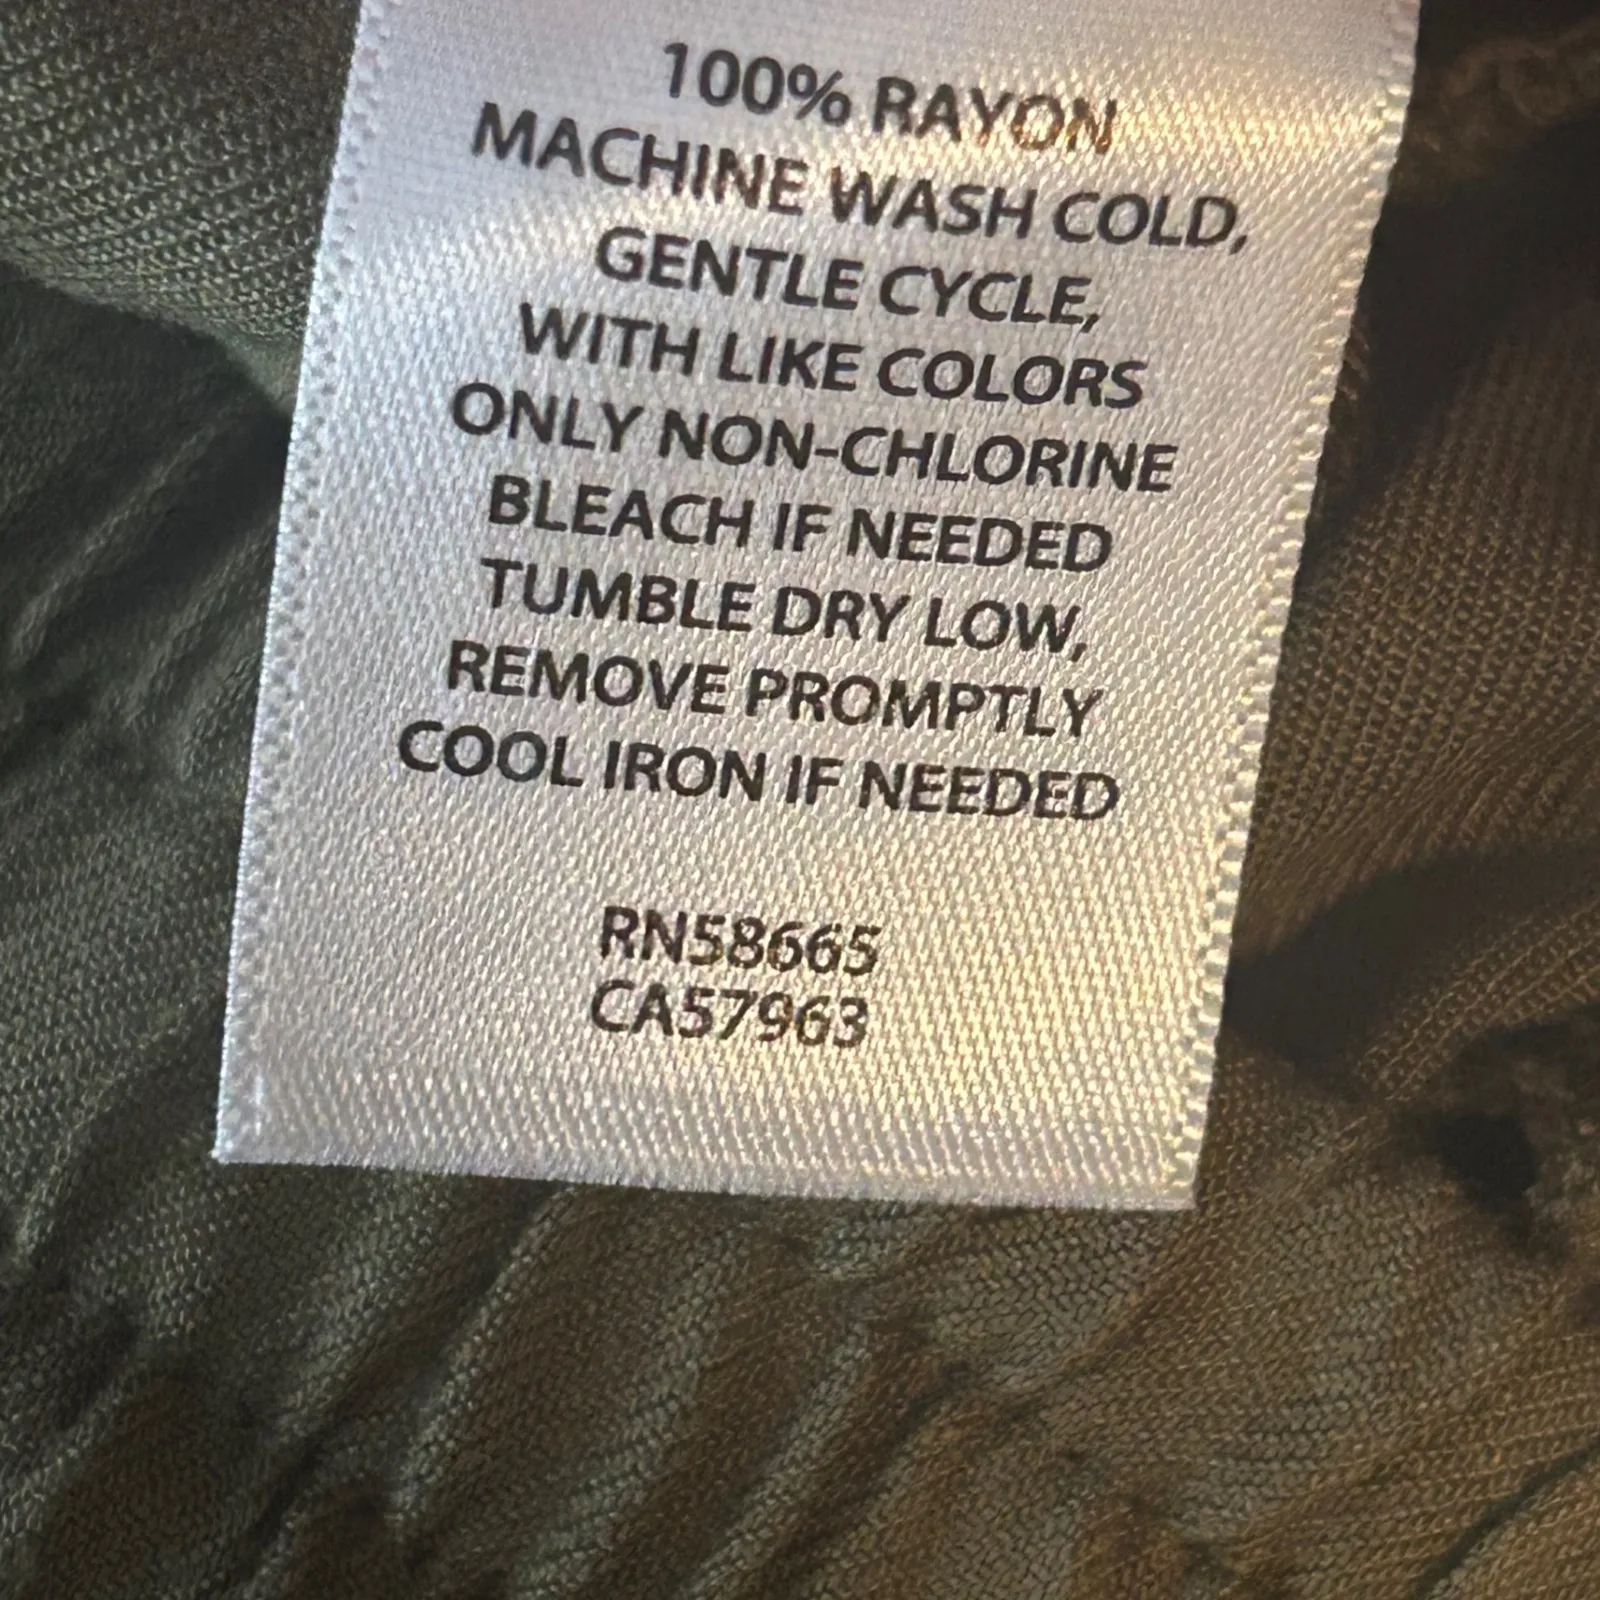 100% RAYON
MACHINE WASH COLD,
GENTLE CYCLE,
WITH LIKE COLORS
ONLY NON-CHLORINE
BLEACH IF NEEDED
TUMBLE DRY LOW,
REMOVE PROMPTLY
COOL IRON IF NEEDED
RN58665
CA57963